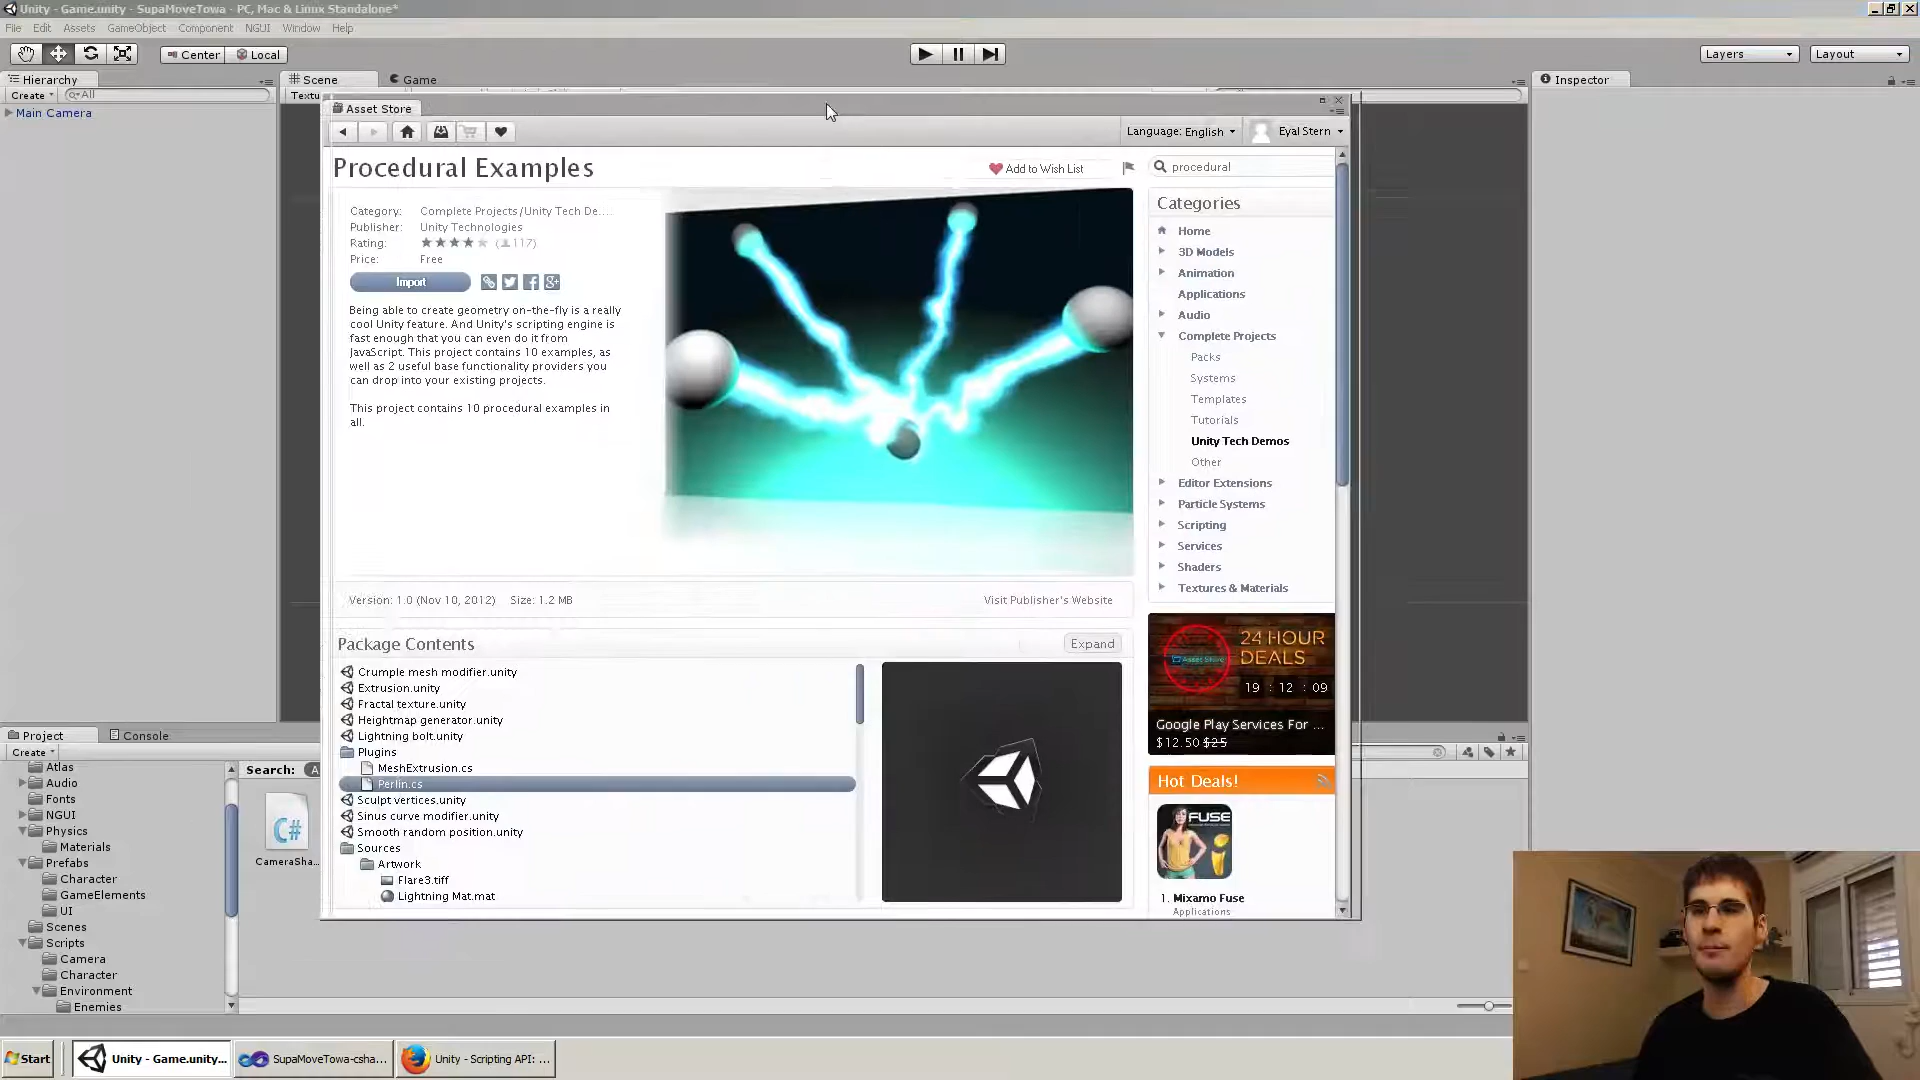 Unity - Game.unity - SupaMoveTowa - PC, Mac & Linux Standalone*
File Edit Assets GameObject Component NGUI Window Help
Center Local Layers Layout
Hierarchy Scene Game Inspector
Create All Textu
Main Camera
Asset Store
Language: English Eyal Stern
Procedural Examples
Add to Wish List
procedural
Category: Complete Projects/Unity Tech De....
Publisher: Unity Technologies
Rating: (117)
Price: Free
Import
Being able to create geometry on-the-fly is a really
cool Unity feature. And Unity's scripting engine is
fast enough that you can even do it from
JavaScript. This project contains 10 examples, as
well as 2 useful base functionality providers you
can drop into your existing projects.
This project contains 10 procedural examples in
all.
Version: 1.0 (Nov 10, 2012) Size: 1.2 MB
Visit Publisher's Website
Package Contents
Expand
Crumple mesh modifier.unity
Extrusion.unity
Fractal texture.unity
Heightmap generator.unity
Lightning bolt.unity
Plugins
MeshExtrusion.cs
Perlin.cs
Sculpt vertices.unity
Sinus curve modifier.unity
Smooth random position.unity
Sources
Artwork
Flare3.tiff
Lightning Mat.mat
Categories
Home
3D Models
Animation
Applications
Audio
Complete Projects
Packs
Systems
Templates
Tutorials
Unity Tech Demos
Other
Editor Extensions
Particle Systems
Scripting
Services
Shaders
Textures & Materials
24 HOUR
DEALS
Asset Store
19 : 12 : 09
Google Play Services For ...
$12.50 $25
Hot Deals!
FUSE
1. Mixamo Fuse
Applications
Project Console
Create
Search: A
Atlas
Audio
Fonts
NGUI
Physics
Materials
Prefabs
Character
GameElements
UI
Scenes
Scripts
Camera
Character
Environment
Enemies
C#
CameraSha...
Start Unity - Game.unity... SupaMoveTowa-csha... Unity - Scripting API: ...